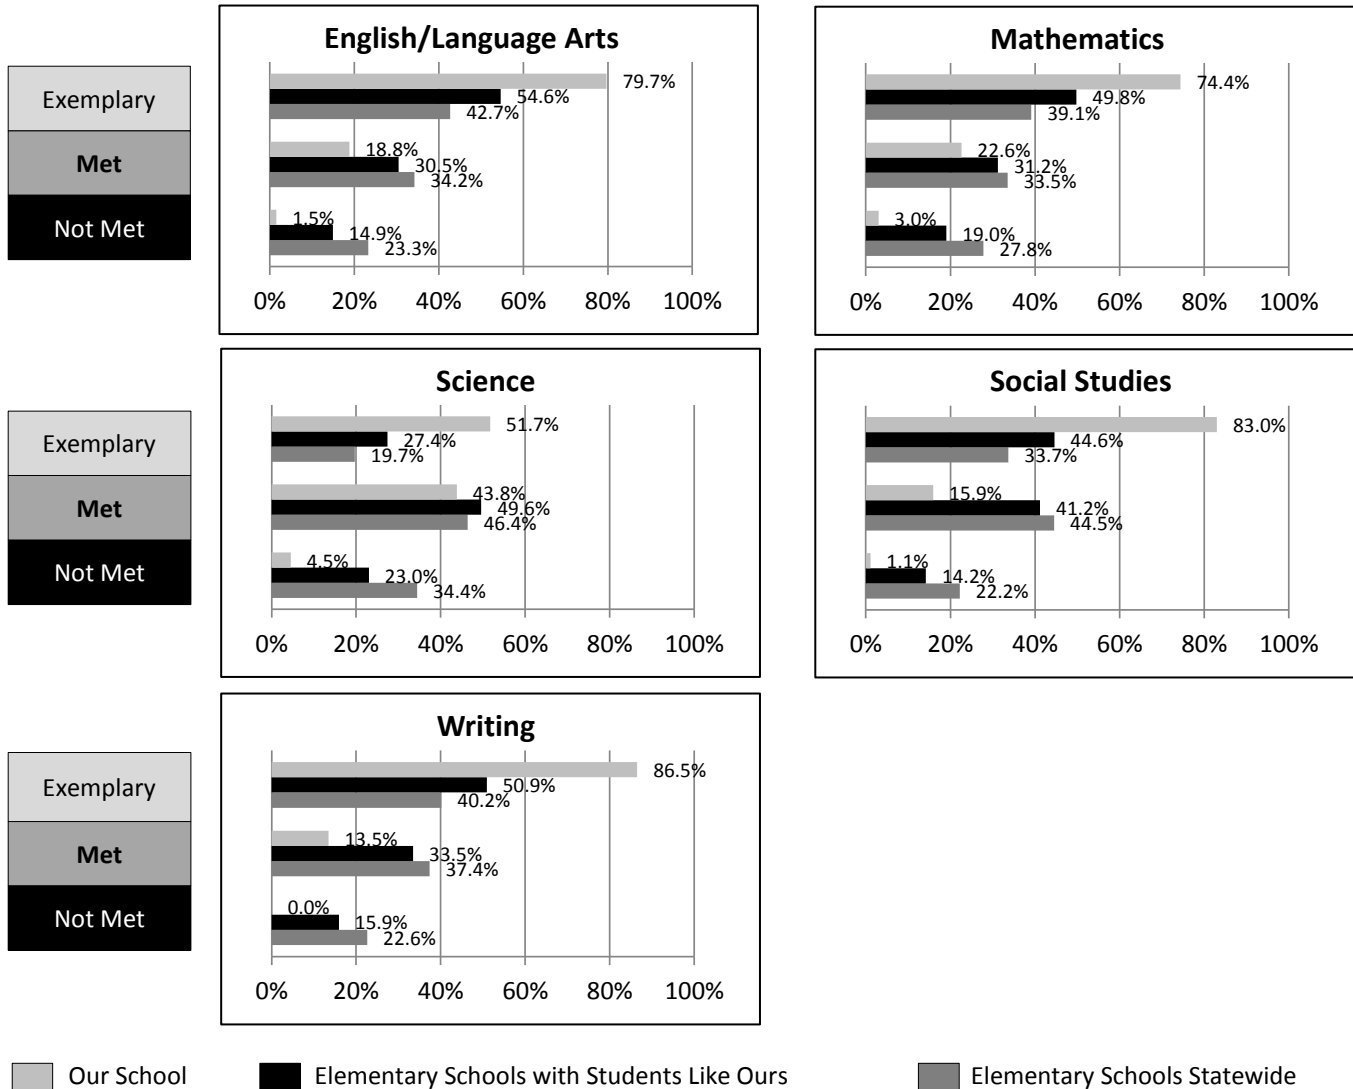 English/Language Arts
Exemplary
Met
Not Met
79.7%
54.6%
42.7%
18.8%
30.5%
34.2%
1.5%
14.9%
23.3%
0% 20% 40% 60% 80% 100%
Mathematics
74.4%
49.8%
39.1%
22.6%
31.2%
33.5%
3.0%
19.0%
27.8%
0% 20% 40% 60% 80% 100%
Science
Exemplary
Met
Not Met
51.7%
27.4%
19.7%
43.8%
49.6%
46.4%
4.5%
23.0%
34.4%
0% 20% 40% 60% 80% 100%
Social Studies
83.0%
44.6%
33.7%
15.9%
41.2%
44.5%
1.1%
14.2%
22.2%
0% 20% 40% 60% 80% 100%
Writing
Exemplary
Met
Not Met
86.5%
50.9%
40.2%
13.5%
33.5%
37.4%
0.0%
15.9%
22.6%
0% 20% 40% 60% 80% 100%
Our School
Elementary Schools with Students Like Ours
Elementary Schools Statewide